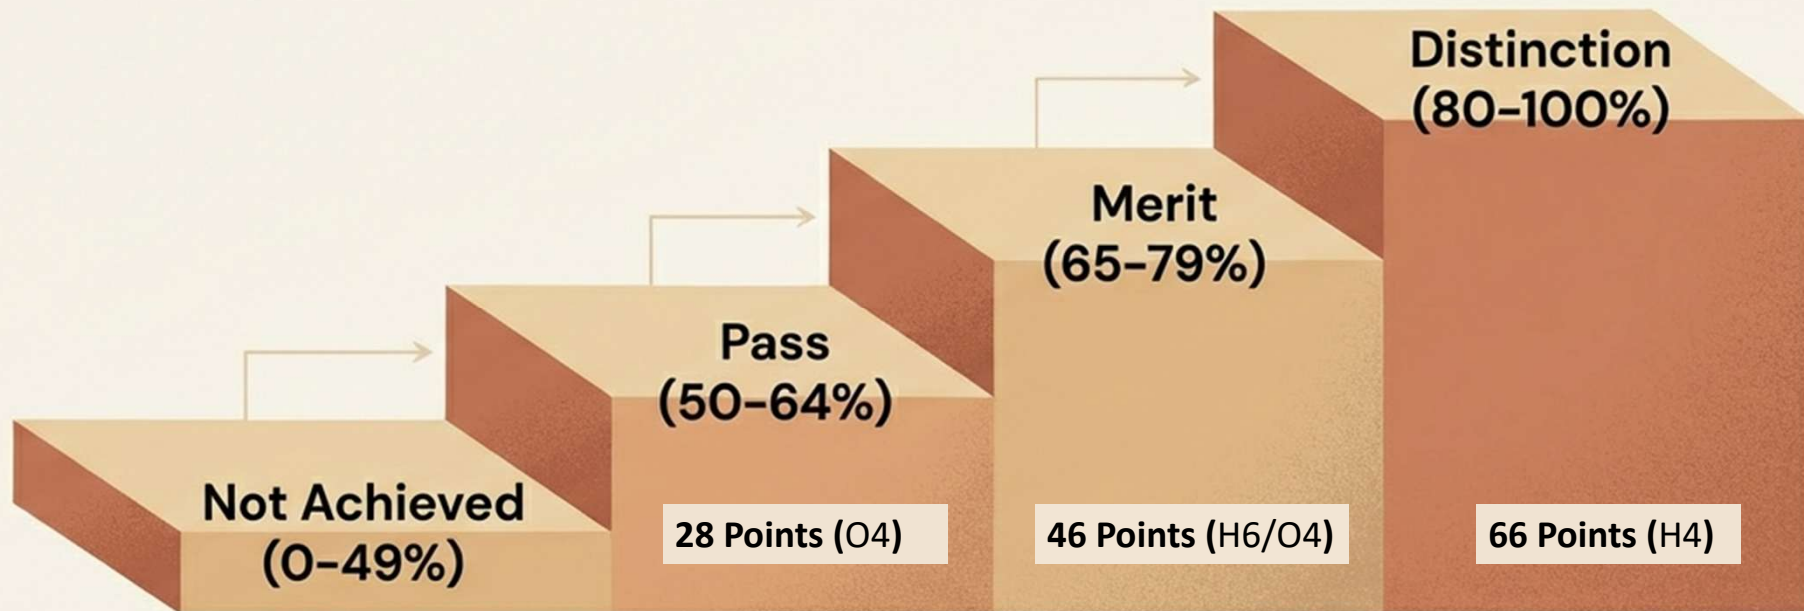 Not Achieved
(0-49%)
Pass
(50-64%)
28 Points (O4)
Merit
(65-79%)
46 Points (H6/O4)
Distinction
(80-100%)
66 Points (H4)